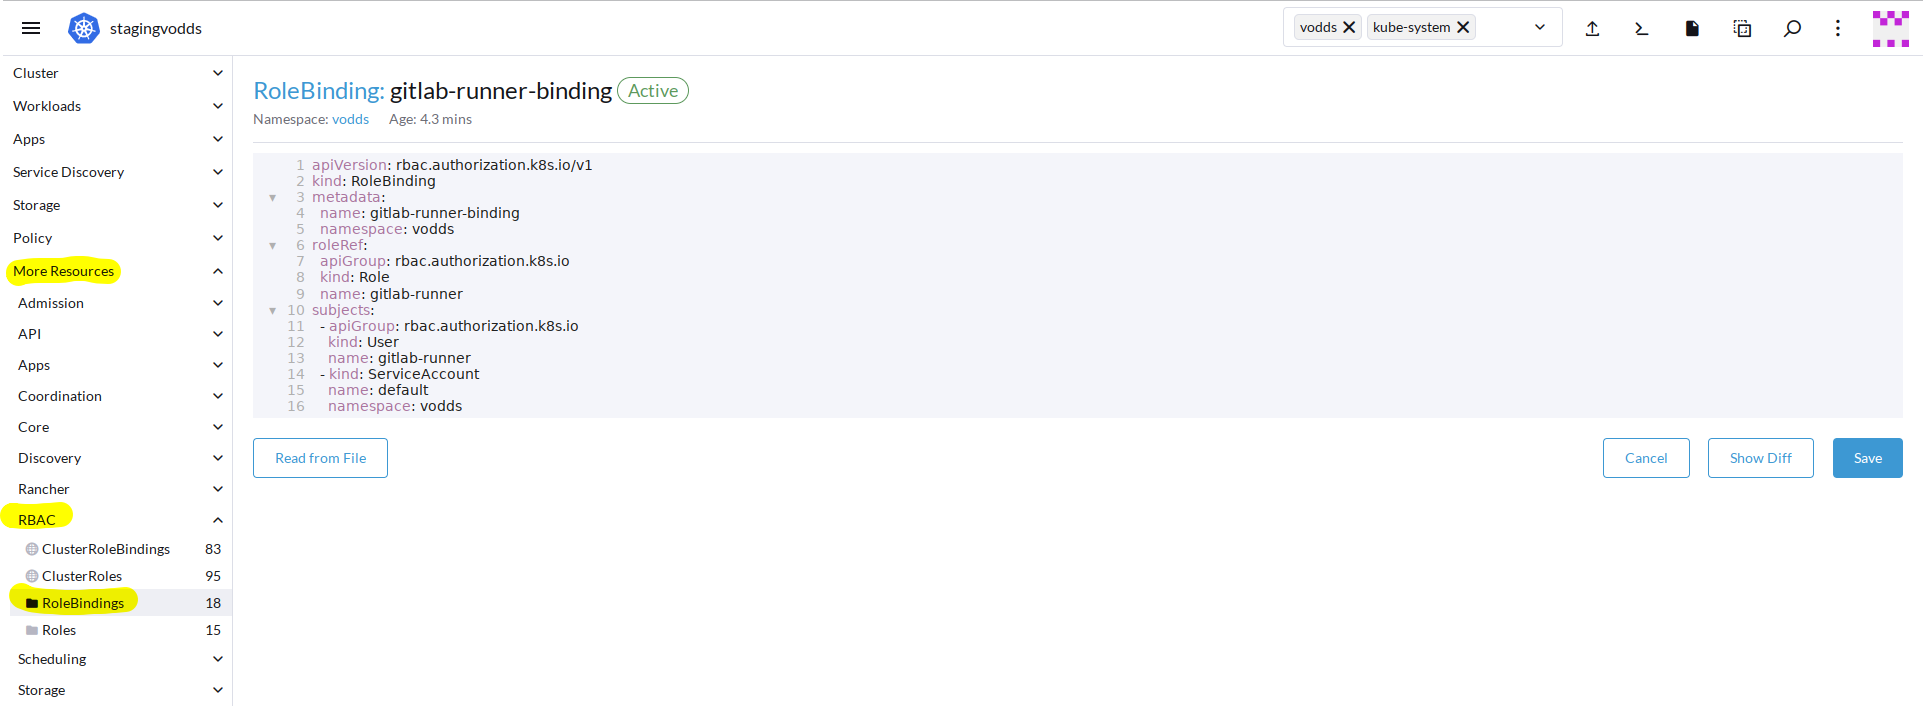 stagingvodds
vodds
kube-system
Cluster
Workloads
Apps
Service Discovery
Storage
Policy
More Resources
Admission
API
Apps
Coordination
Core
Discovery
Rancher
RBAC
ClusterRoleBindings 83
ClusterRoles 95
RoleBindings 18
Roles 15
Scheduling
Storage
RoleBinding: gitlab-runner-binding Active
Namespace: vodds Age: 4.3 mins
1 apiVersion: rbac.authorization.k8s.io/v1
2 kind: RoleBinding
3 metadata:
4 name: gitlab-runner-binding
5 namespace: vodds
6 roleRef:
7 apiGroup: rbac.authorization.k8s.io
8 kind: Role
9 name: gitlab-runner
10 subjects:
11 - apiGroup: rbac.authorization.k8s.io
12 kind: User
13 name: gitlab-runner
14 - kind: ServiceAccount
15 name: default
16 namespace: vodds
Read from File
Cancel
Show Diff
Save